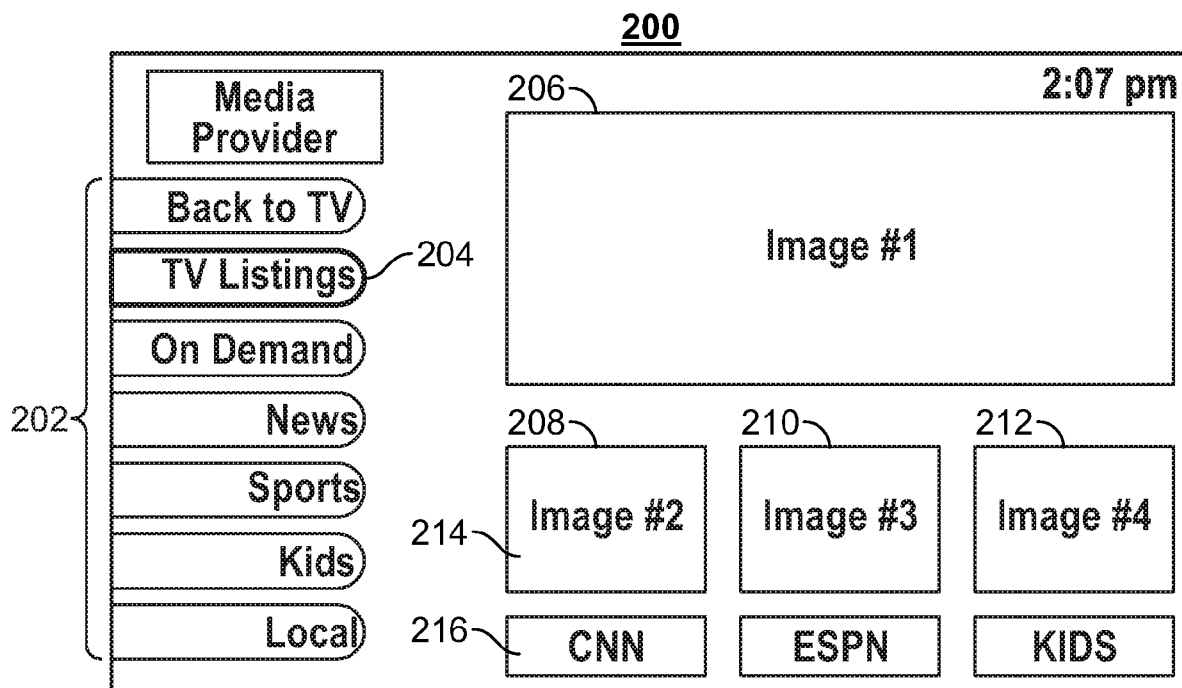 200
2:07 pm
Media
Provider
206
Back to TV
TV Listings
204
Image #1
On Demand
202
News
208
210
212
Sports
Image #2
Image #3
Image #4
214
Kids
Local
216
CNN
ESPN
KIDS